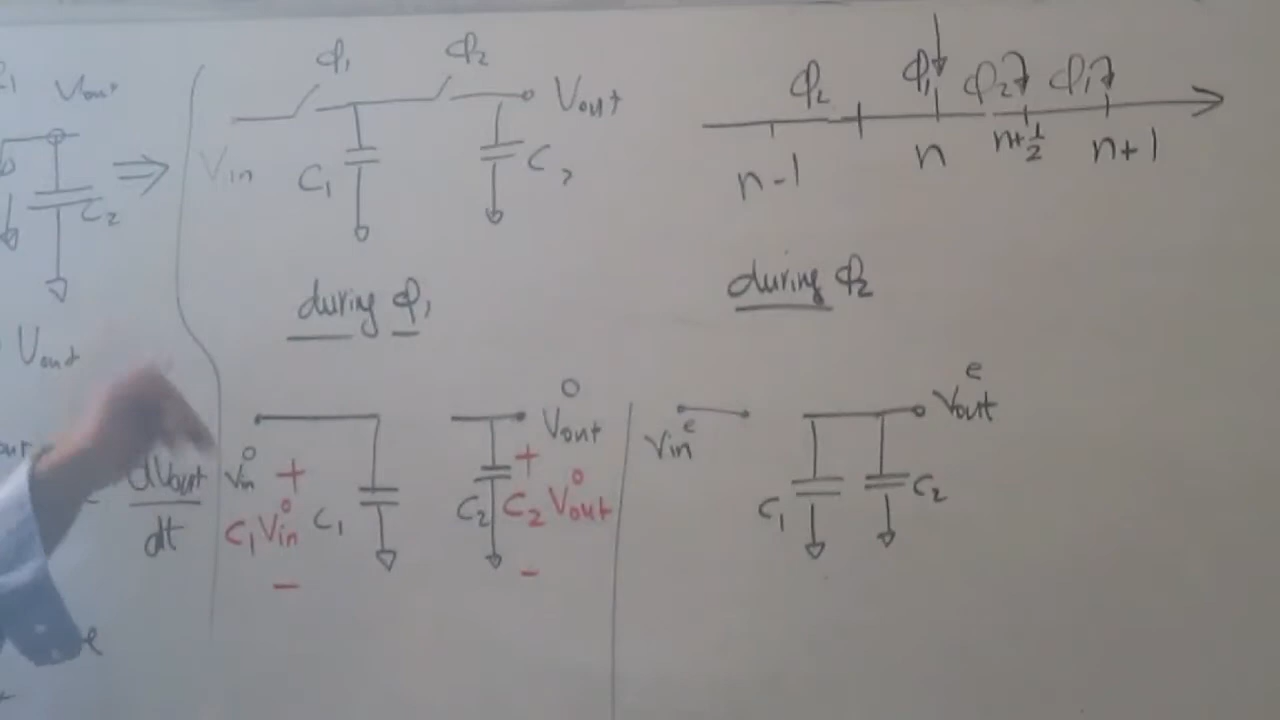 Vout
C2
⇒
Vout
φ1 φ2
Vin C1 C2 Vout
φ2 φ1 φ2 φ1
n-1 n n+1/2 n+1
during φ1
during φ2
dVout/dt
Vin^o +
C1Vin^o C1
−
Vout^o
+
C2 C2Vout^o
−
Vin^e
Vout^e
C1 C2